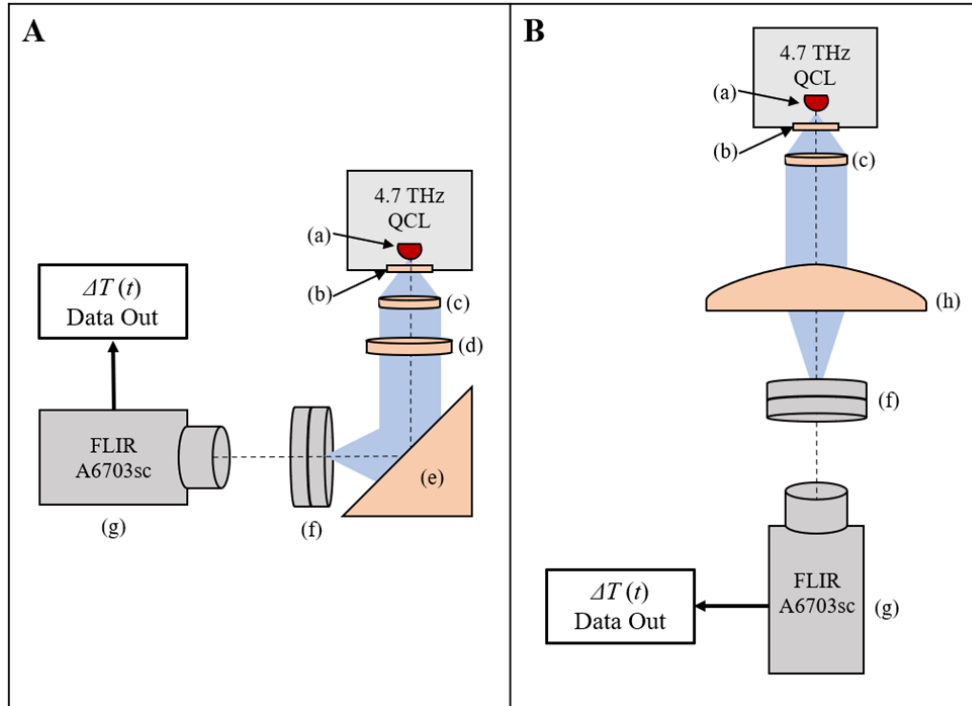 A
4.7 THz
QCL
(a)
(b)
(c)
(d)
ΔT (t)
Data Out
FLIR
A6703sc
(e)
(g)
(f)
B
4.7 THz
QCL
(a)
(b)
(c)
(h)
(f)
FLIR
A6703sc
(g)
ΔT (t)
Data Out